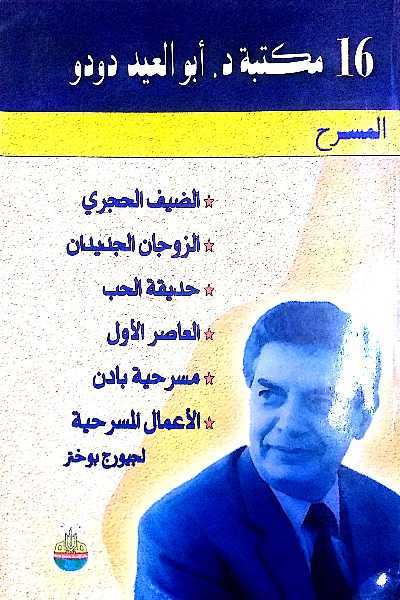 16 مكتبة د. أبو العيد دودو
المسرح
* الضيف الحجري
* الزوجان الجديدان
* حديقة الحب
* العاصر الأول
* مسرحية بادن
* الأعمال المسرحية
لجيورج بوخنر